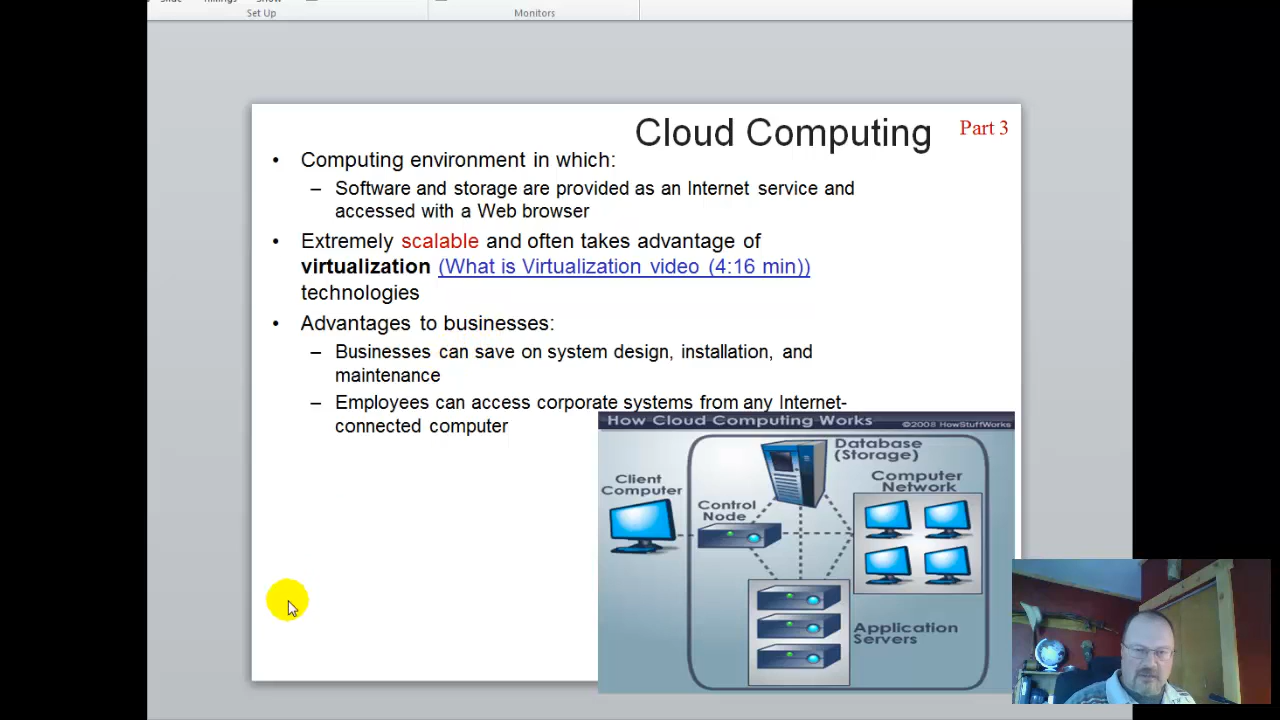 Set Up
Monitors
Cloud Computing
Part 3
• Computing environment in which:
– Software and storage are provided as an Internet service and
accessed with a Web browser
• Extremely scalable and often takes advantage of
virtualization (What is Virtualization video (4:16 min))
technologies
• Advantages to businesses:
– Businesses can save on system design, installation, and
maintenance
– Employees can access corporate systems from any Internet-
connected computer
How Cloud Computing Works
©2008 HowStuffWorks
Database
(Storage)
Client
Computer
Computer
Network
Control
Node
Application
Servers